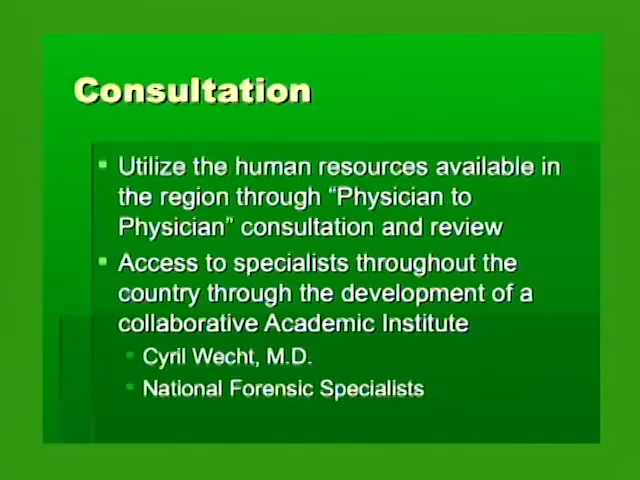 Consultation
Utilize the human resources available in
the region through “Physician to
Physician” consultation and review
Access to specialists throughout the
country through the development of a
collaborative Academic Institute
Cyril Wecht, M.D.
National Forensic Specialists